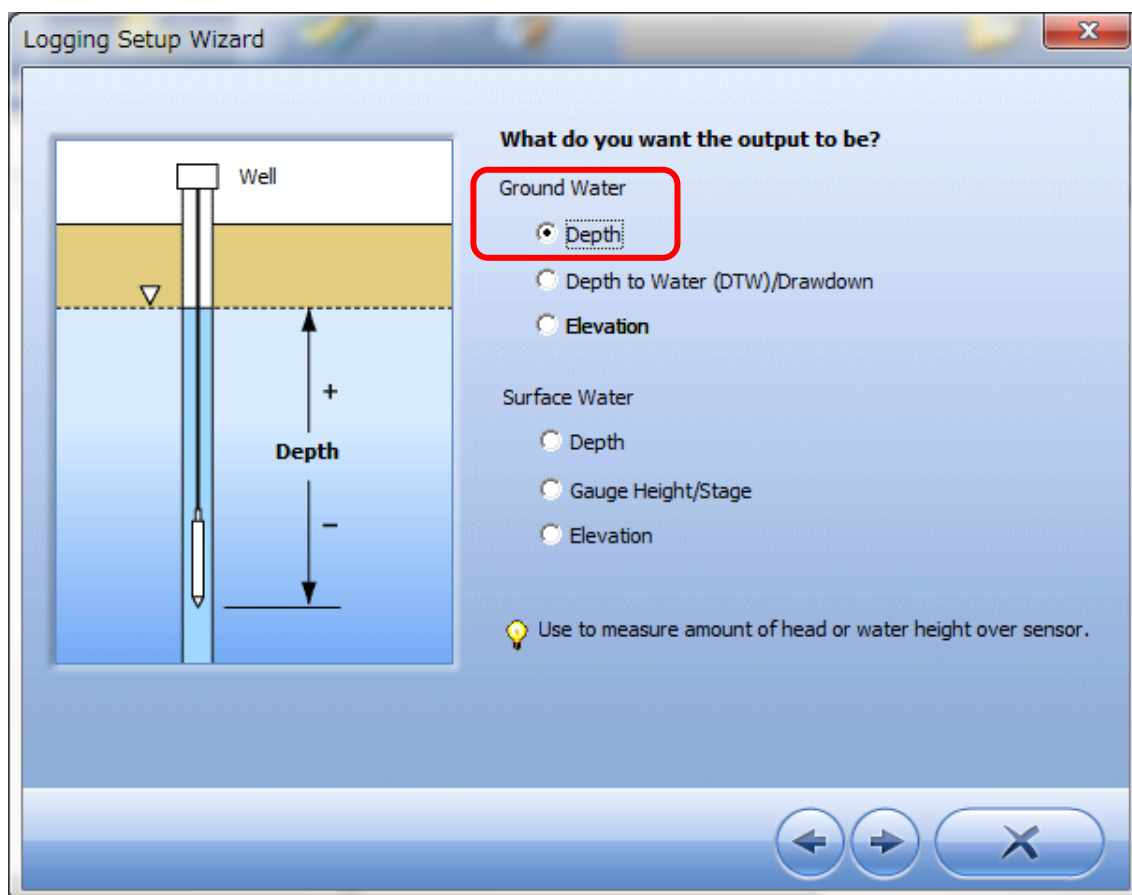 Logging Setup Wizard
Well
+
Depth
−
What do you want the output to be?
Ground Water
Depth
Depth to Water (DTW)/Drawdown
Elevation
Surface Water
Depth
Gauge Height/Stage
Elevation
Use to measure amount of head or water height over sensor.